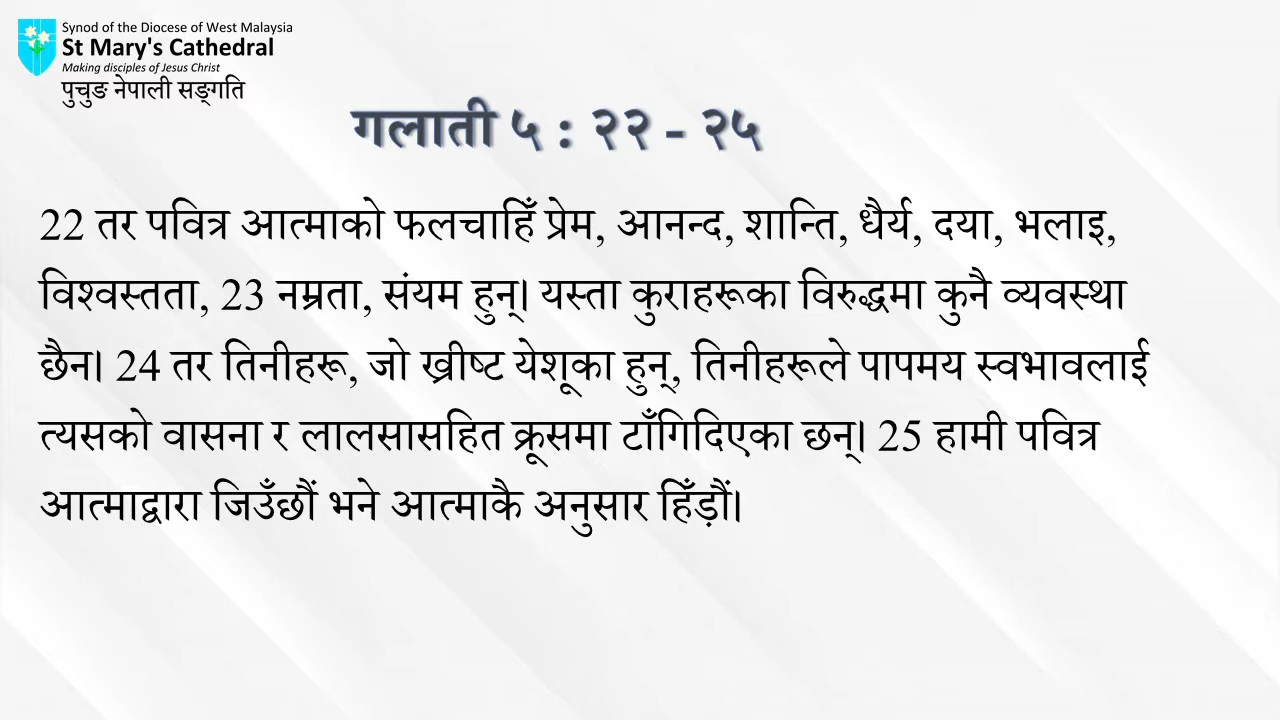 Synod of the Diocese of West Malaysia
St Mary's Cathedral
Making disciples of Jesus Christ
पुचुङ नेपाली सङ्गति
गलाती ५ : २२ - २५
22 तर पवित्र आत्माको फलचाहिँ प्रेम, आनन्द, शान्ति, धैर्य, दया, भलाइ,
विश्वस्तता, 23 नम्रता, संयम हुन्। यस्ता कुराहरूका विरुद्धमा कुनै व्यवस्था
छैन। 24 तर तिनीहरू, जो ख्रीष्ट येशूका हुन्, तिनीहरूले पापमय स्वभावलाई
त्यसको वासना र लालसासहित क्रूसमा टाँगिदिएका छन्। 25 हामी पवित्र
आत्माद्वारा जिउँछौं भने आत्माकै अनुसार हिँड़ौं।